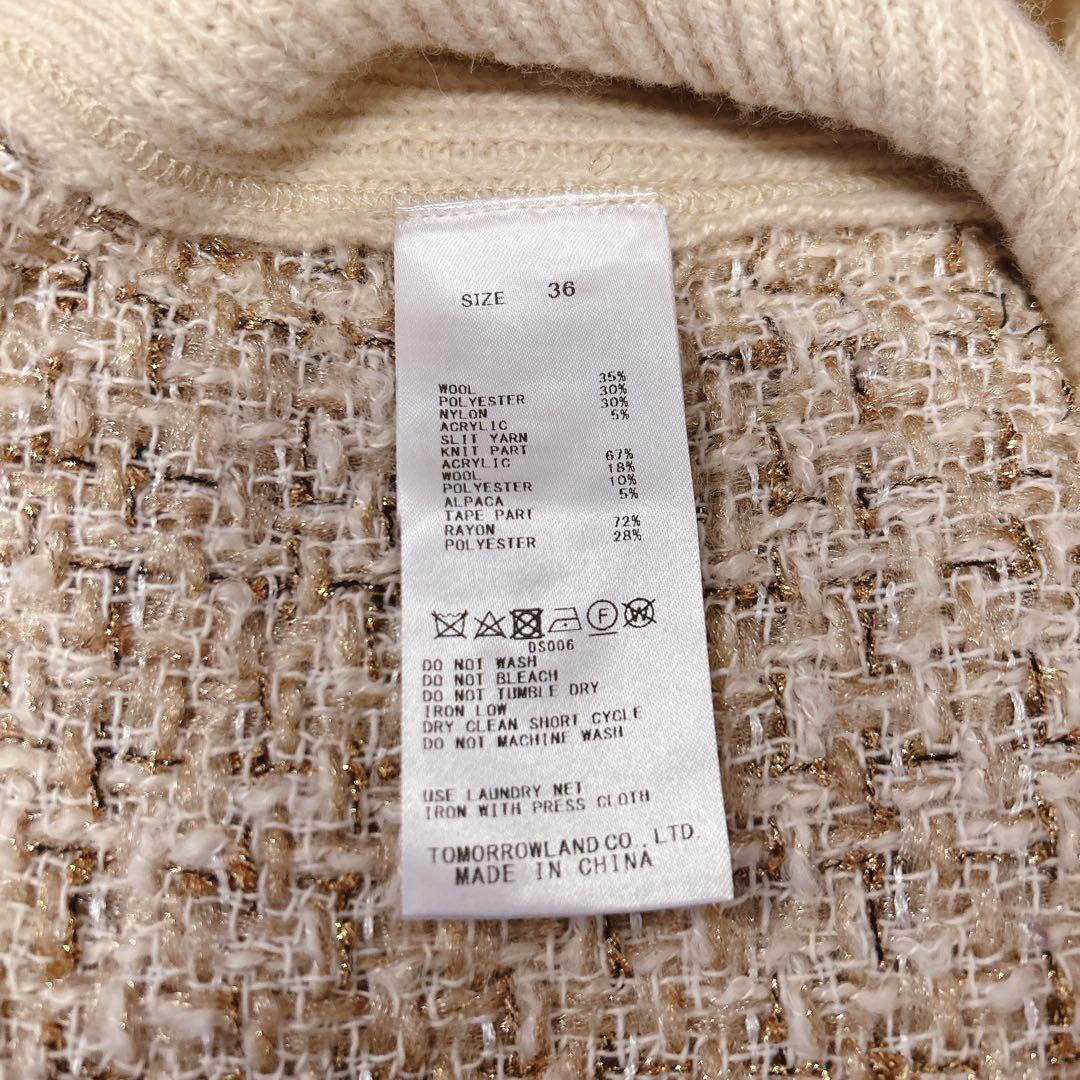 SIZE 36
WOOL 35%
POLYESTER 30%
NYLON 30%
ACRYLIC 5%
SLIT YARN
KNIT PART
ACRYLIC 67%
WOOL 18%
POLYESTER 10%
ALPACA 5%
TAPE PART
RAYON 72%
POLYESTER 28%
F W
DS006
DO NOT WASH
DO NOT BLEACH
DO NOT TUMBLE DRY
IRON LOW
DRY CLEAN SHORT CYCLE
DO NOT MACHINE WASH
USE LAUNDRY NET
IRON WITH PRESS CLOTH
TOMORROWLAND CO.,LTD.
MADE IN CHINA